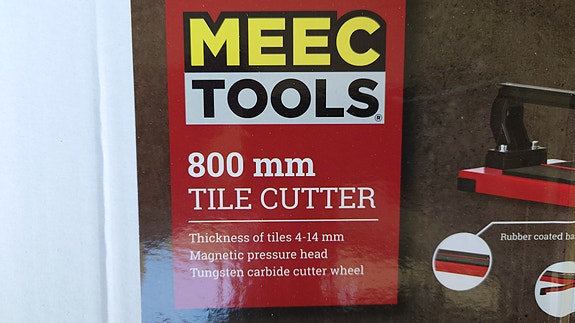 MEEC
TOOLS®
800 mm
TILE CUTTER
Thickness of tiles 4-14 mm
Magnetic pressure head
Tungsten carbide cutter wheel
Rubber coated